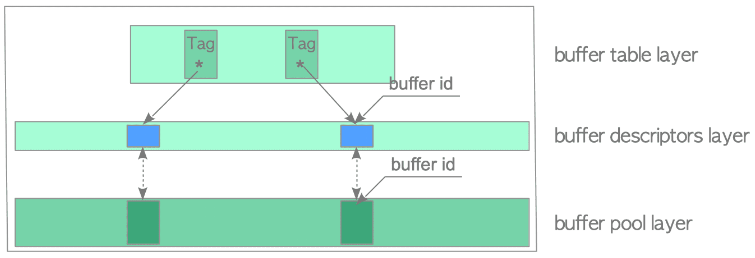 Tag
*
Tag
*
buffer table layer
buffer id
buffer descriptors layer
buffer id
buffer pool layer